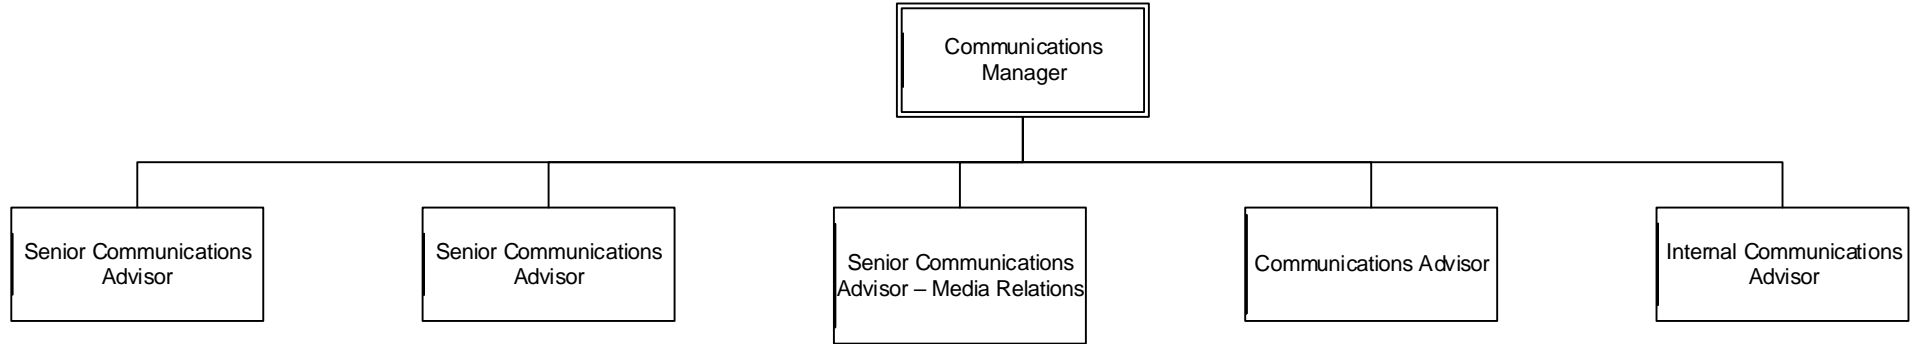 Communications
Manager
Senior Communications
Advisor
Senior Communications
Advisor
Senior Communications
Advisor – Media Relations
Communications Advisor
Internal Communications
Advisor